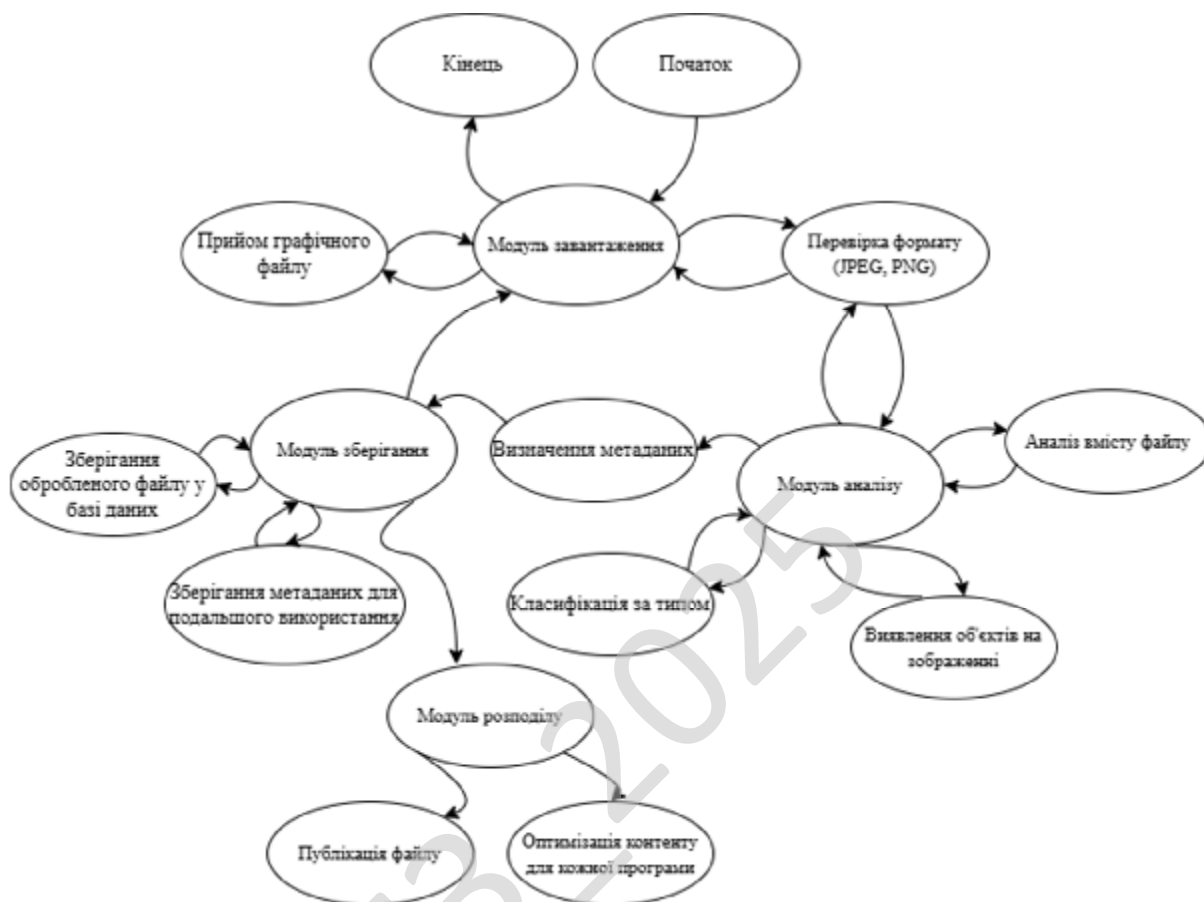 Кінець
Початок
Прийом графічного
файлу
Модуль завантаження
Перевірка формату
(JPEG, PNG)
Зберігання
обробленого файлу у
базі даних
Модуль зберігання
Визначення метаданих
Модуль аналізу
Аналіз вмісту файлу
Зберігання метаданих для
подальшого використання
Класифікація за типом
Виявлення об'єктів на
зображенні
Модуль розподілу
Публікація файлу
Оптимізація контенту
для кожної програми
3_2025